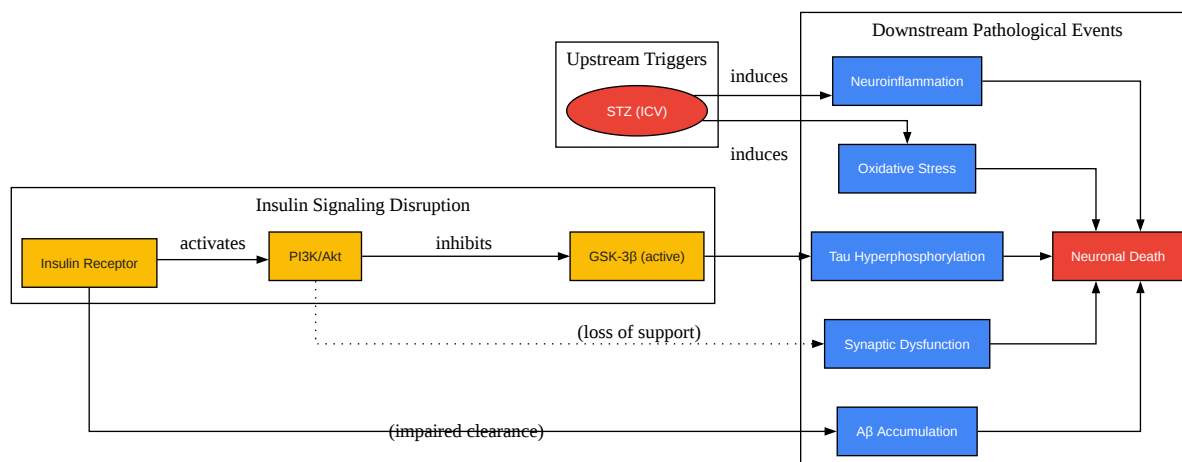 Downstream Pathological Events
Upstream Triggers
induces
Neuroinflammation
STZ (ICV)
induces
Oxidative Stress
Insulin Signaling Disruption
activates
inhibits
Insulin Receptor
PI3K/Akt
GSK-3β (active)
Tau Hyperphosphorylation
Neuronal Death
(loss of support)
Synaptic Dysfunction
(impaired clearance)
Aβ Accumulation